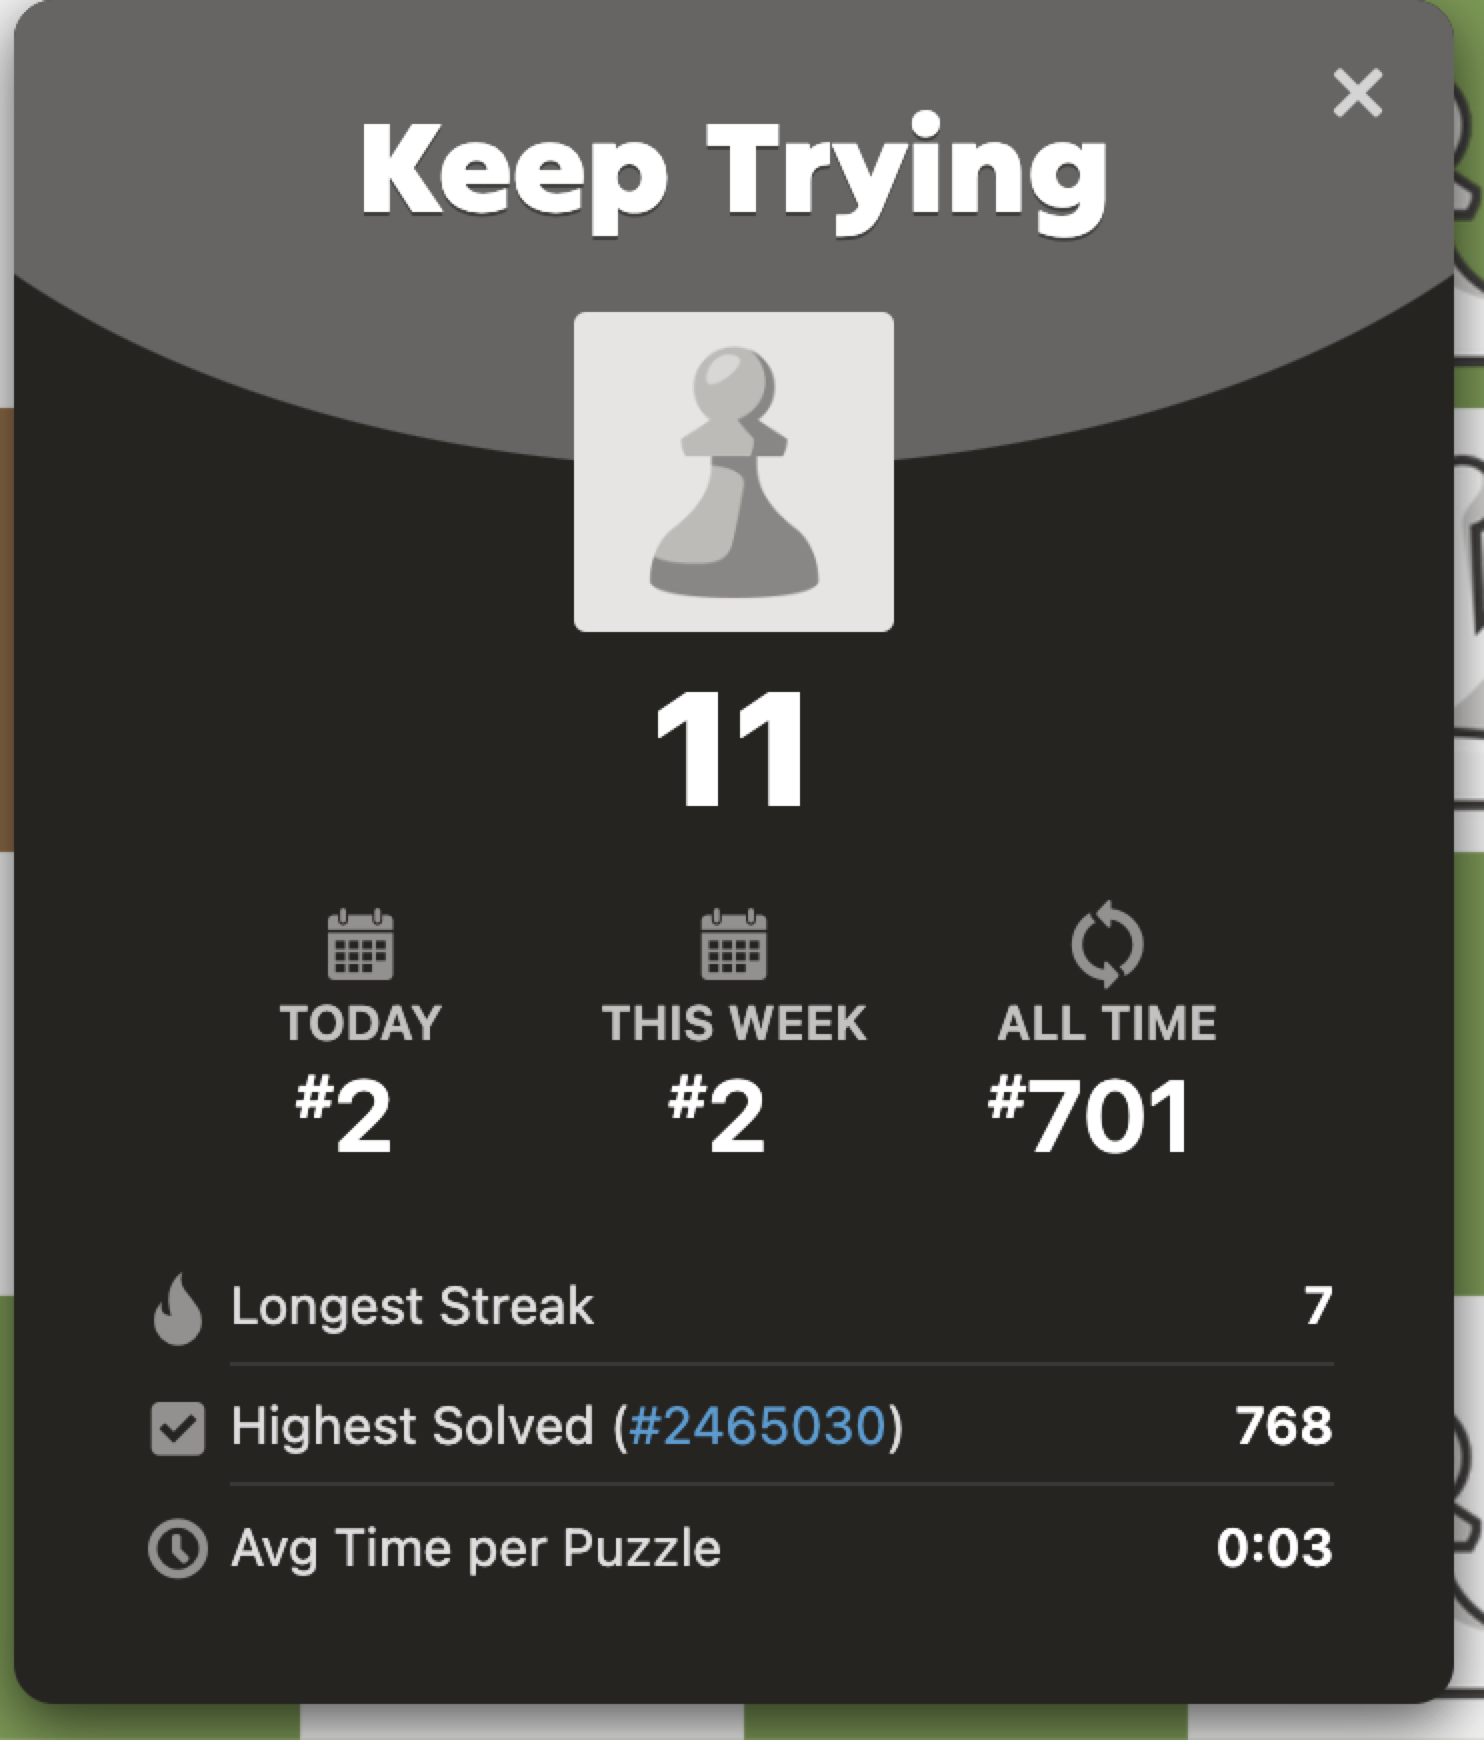 Keep Trying
11
TODAY
THIS WEEK
ALL TIME
#2
#2
#701
Longest Streak 7
Highest Solved (#2465030) 768
Avg Time per Puzzle 0:03